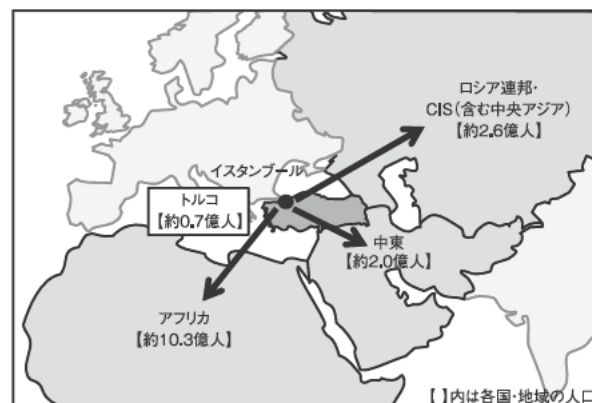 ロシア連邦・
CIS（含む中央アジア）
【約2.6億人】
イスタンブール
トルコ
【約0.7億人】
中東
【約2.0億人】
アフリカ
【約10.3億人】
【 】内は各国・地域の人口